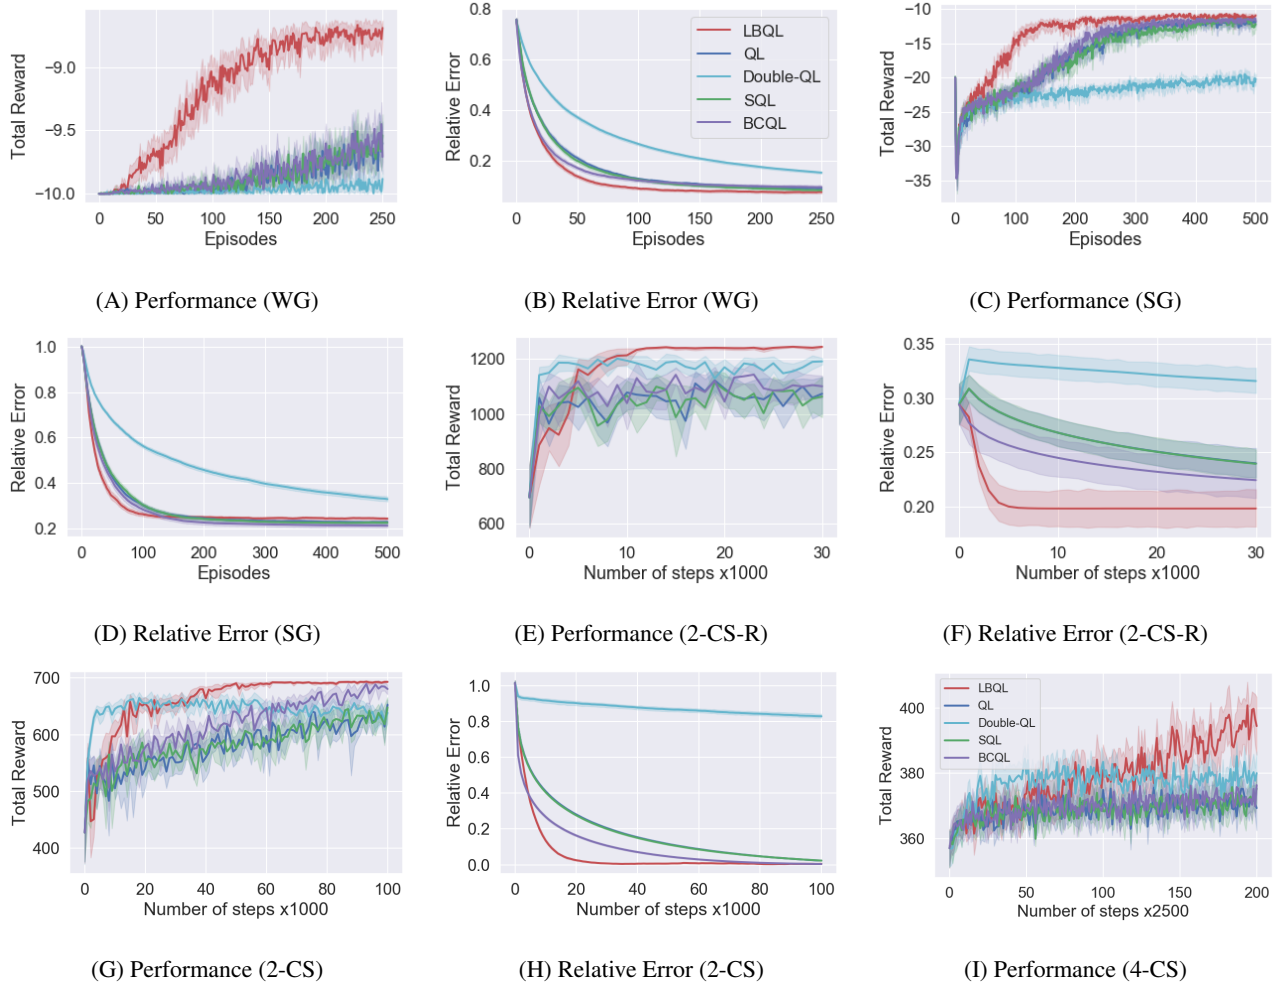 Total Reward
−9.0
−9.5
−10.0
0 50 100 150 200 250
Episodes
(A) Performance (WG)
Relative Error
0.8
0.6
0.4
0.2
0 50 100 150 200 250
Episodes
LBQL
QL
Double-QL
SQL
BCQL
(B) Relative Error (WG)
Total Reward
−10
−15
−20
−25
−30
−35
0 100 200 300 400 500
Episodes
(C) Performance (SG)
Relative Error
1.0
0.8
0.6
0.4
0.2
0 100 200 300 400 500
Episodes
(D) Relative Error (SG)
Total Reward
1200
1000
800
600
0 10 20 30
Number of steps x1000
(E) Performance (2-CS-R)
Relative Error
0.35
0.30
0.25
0.20
0 10 20 30
Number of steps x1000
(F) Relative Error (2-CS-R)
Total Reward
700
600
500
400
0 20 40 60 80 100
Number of steps x1000
(G) Performance (2-CS)
Relative Error
1.0
0.8
0.6
0.4
0.2
0.0
0 20 40 60 80 100
Number of steps x1000
(H) Relative Error (2-CS)
Total Reward
400
380
360
LBQL
QL
Double-QL
SQL
BCQL
0 50 100 150 200
Number of steps x2500
(I) Performance (4-CS)